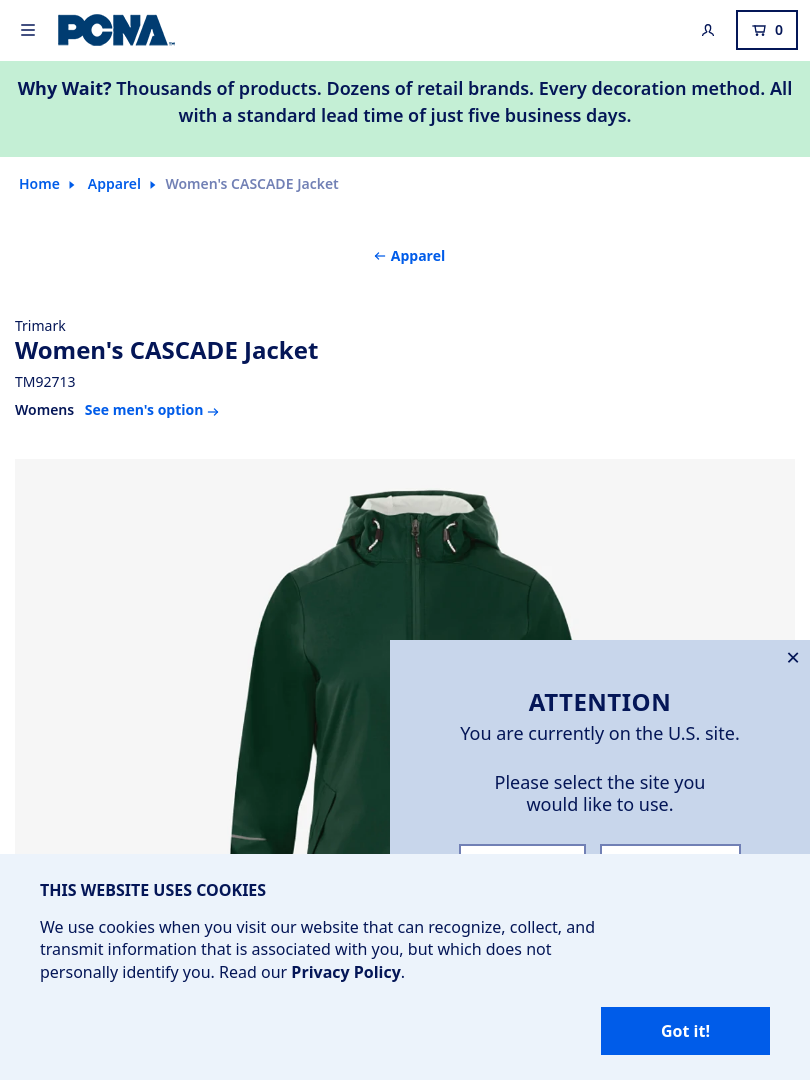 PCNA
0
Why Wait? Thousands of products. Dozens of retail brands. Every decoration method. All
with a standard lead time of just five business days.
Home
Apparel
Women's CASCADE Jacket
Apparel
Trimark
Women's CASCADE Jacket
TM92713
Womens See men's option
ATTENTION
You are currently on the U.S. site.
Please select the site you
would like to use.
THIS WEBSITE USES COOKIES
We use cookies when you visit our website that can recognize, collect, and
transmit information that is associated with you, but which does not
personally identify you. Read our Privacy Policy.
Got it!